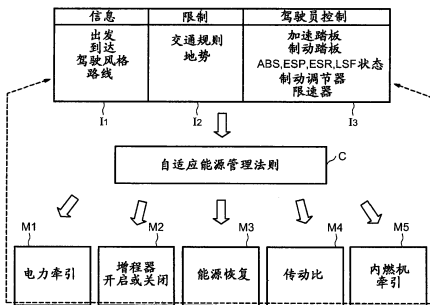 信息
限制
驾驶员控制
出发
到达
驾驶风格
路线
交通规则
地势
加速踏板
制动踏板
ABS,ESP,ESR,LSF状态
制动调节器
限速器
I1
I2
I3
自适应能源管理法则
C
M1
M2
M3
M4
M5
电力牵引
增程器
开启或关闭
能源恢复
传动比
内燃机
牵引